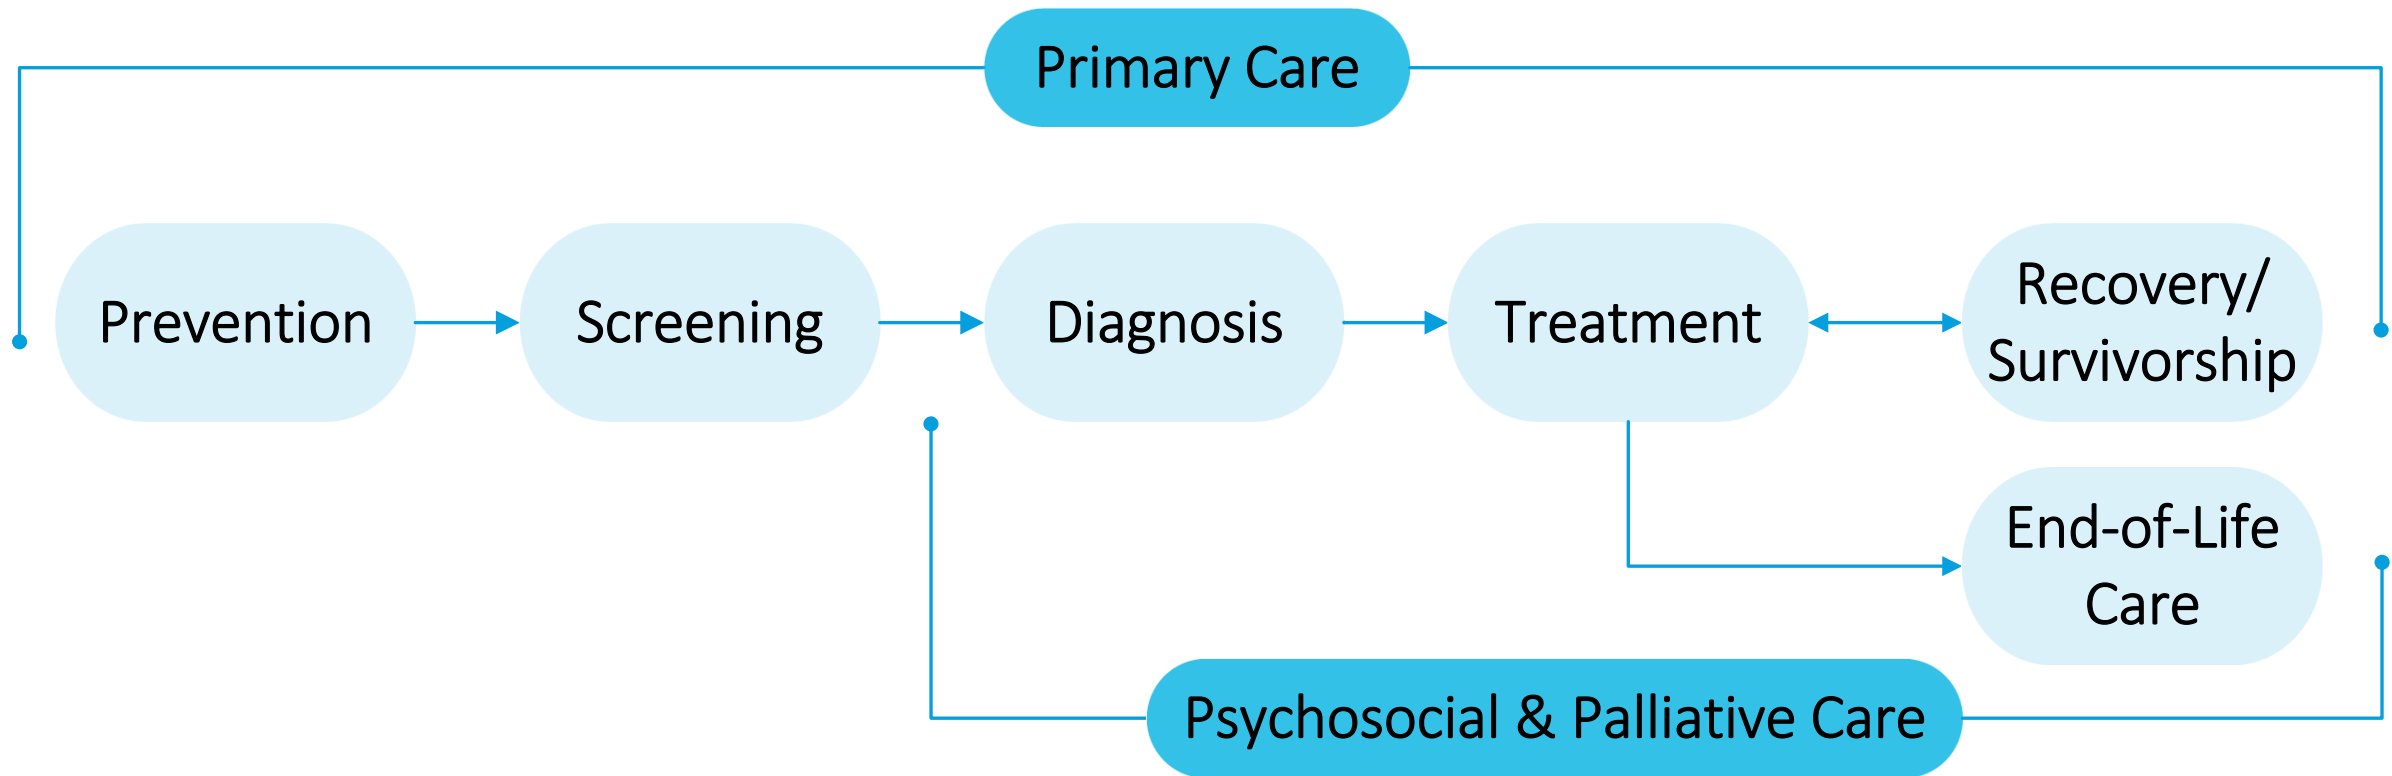 Primary Care
Prevention
Screening
Diagnosis
Treatment
Recovery/
Survivorship
End-of-Life
Care
Psychosocial & Palliative Care